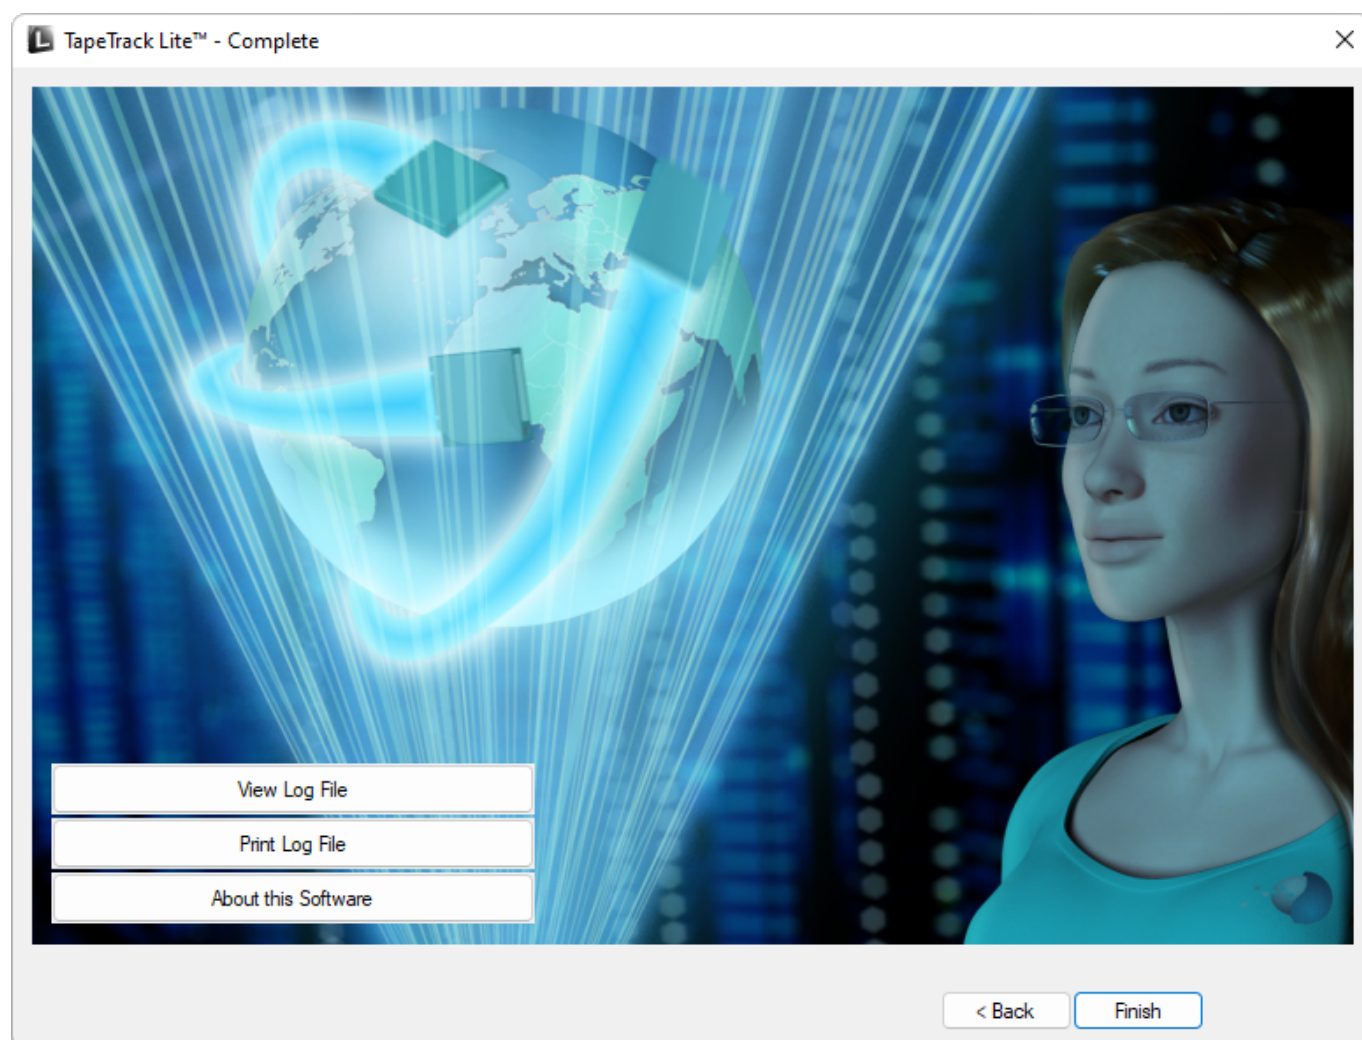 TapeTrack Lite™ - Complete
View Log File
Print Log File
About this Software
< Back
Finish